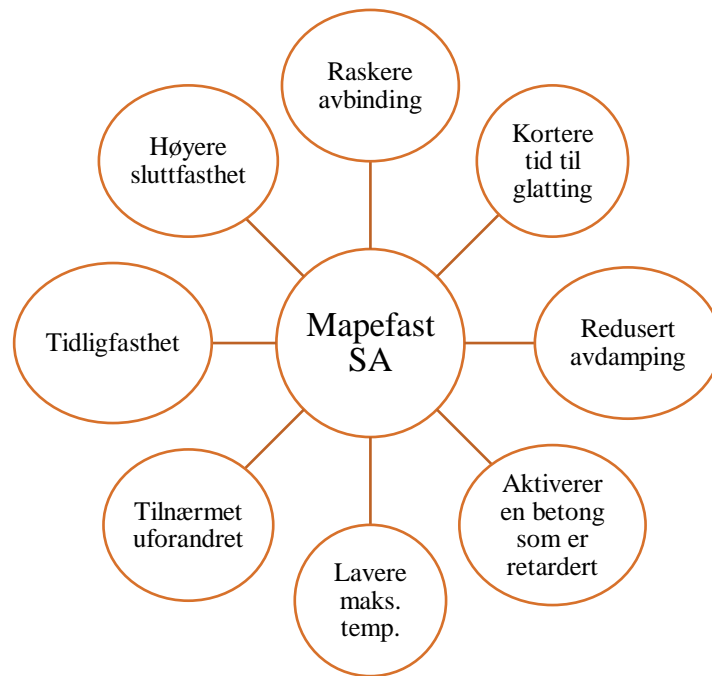 Raskere
avbinding
Kortere
tid til
glatting
Høyere
sluttfasthet
Mapefast
SA
Tidligfasthet
Redusert
avdamping
Tilnærmet
uforandret
Aktiverer
en betong
som er
retardert
Lavere
maks.
temp.